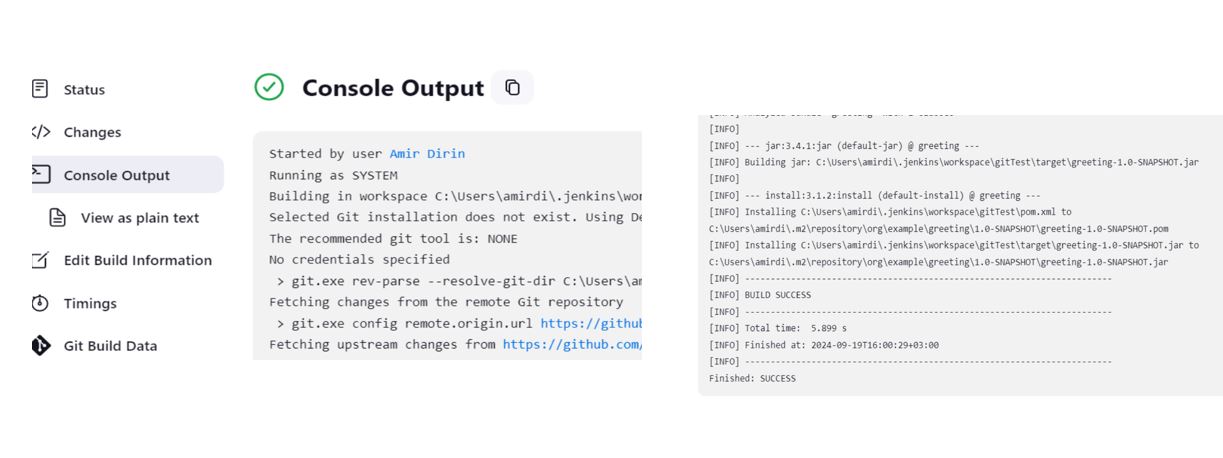 Status
Changes
Console Output
View as plain text
Edit Build Information
Timings
Git Build Data
Console Output
Started by user Amir Dirin
Running as SYSTEM
Building in workspace C:\Users\amirdi\.jenkins\wor
Selected Git installation does not exist. Using De
The recommended git tool is: NONE
No credentials specified
> git.exe rev-parse --resolve-git-dir C:\Users\am
Fetching changes from the remote Git repository
> git.exe config remote.origin.url https://github
Fetching upstream changes from https://github.com/
[INFO]
[INFO] --- jar:3.4.1:jar (default-jar) @ greeting ---
[INFO] Building jar: C:\Users\amirdi\.jenkins\workspace\gitTest\target\greeting-1.0-SNAPSHOT.jar
[INFO]
[INFO] --- install:3.1.2:install (default-install) @ greeting ---
[INFO] Installing C:\Users\amirdi\.jenkins\workspace\gitTest\pom.xml to
C:\Users\amirdi\.m2\repository\org\example\greeting\1.0-SNAPSHOT\greeting-1.0-SNAPSHOT.pom
[INFO] Installing C:\Users\amirdi\.jenkins\workspace\gitTest\target\greeting-1.0-SNAPSHOT.jar to
C:\Users\amirdi\.m2\repository\org\example\greeting\1.0-SNAPSHOT\greeting-1.0-SNAPSHOT.jar
[INFO] ------------------------------------------------------------------------
[INFO] BUILD SUCCESS
[INFO] ------------------------------------------------------------------------
[INFO] Total time:  5.899 s
[INFO] Finished at: 2024-09-19T16:00:29+03:00
[INFO] ------------------------------------------------------------------------
Finished: SUCCESS